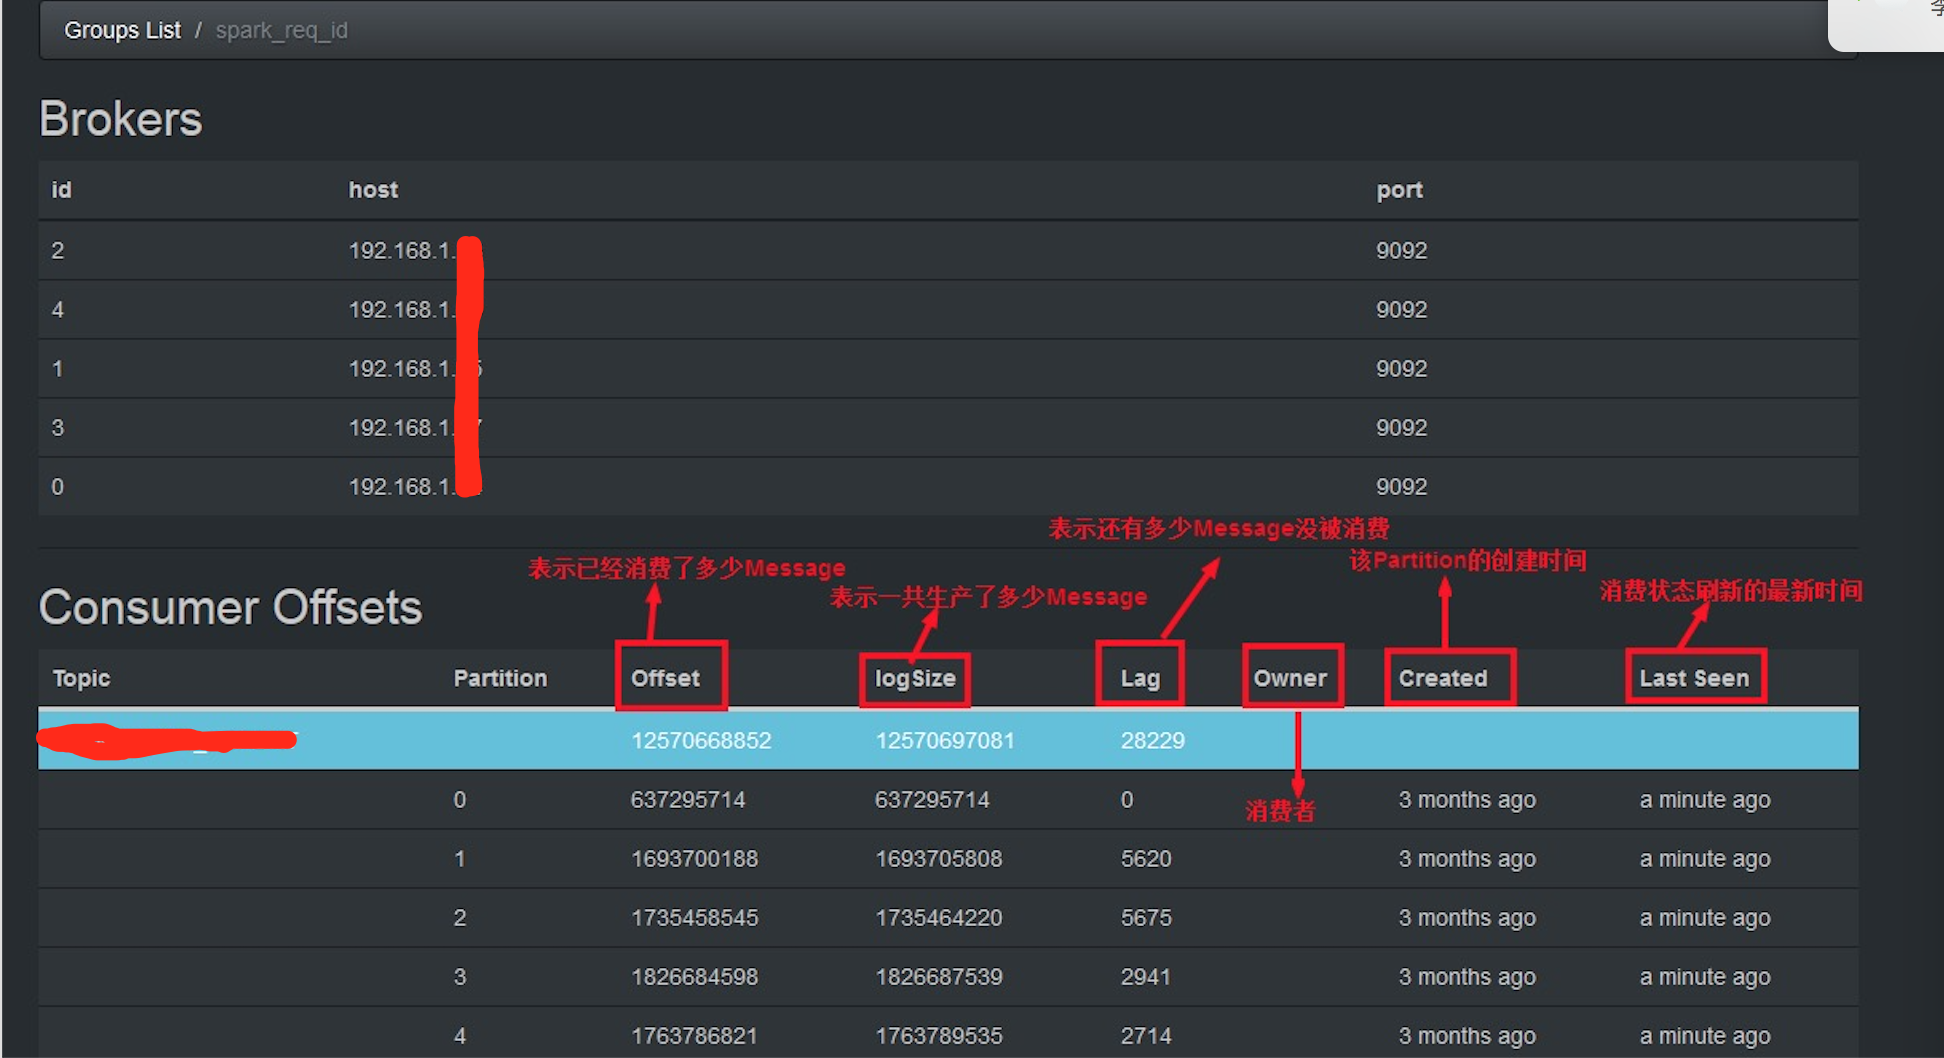 Groups List / spark_req_id
Brokers
id host port
2 192.168.1. 9092
4 192.168.1. 9092
1 192.168.1. 9092
3 192.168.1. 9092
0 192.168.1. 9092
表示还有多少Message没被消费
该Partition的创建时间
表示已经消费了多少Message
消费状态刷新的最新时间
表示一共生产了多少Message
Consumer Offsets
Topic Partition Offset logSize Lag Owner Created Last Seen
12570668852 12570697081 28229
0 637295714 637295714 0 3 months ago a minute ago
消费者
1 1693700188 1693705808 5620 3 months ago a minute ago
2 1735458545 1735464220 5675 3 months ago a minute ago
3 1826684598 1826687539 2941 3 months ago a minute ago
4 1763786821 1763789535 2714 3 months ago a minute ago